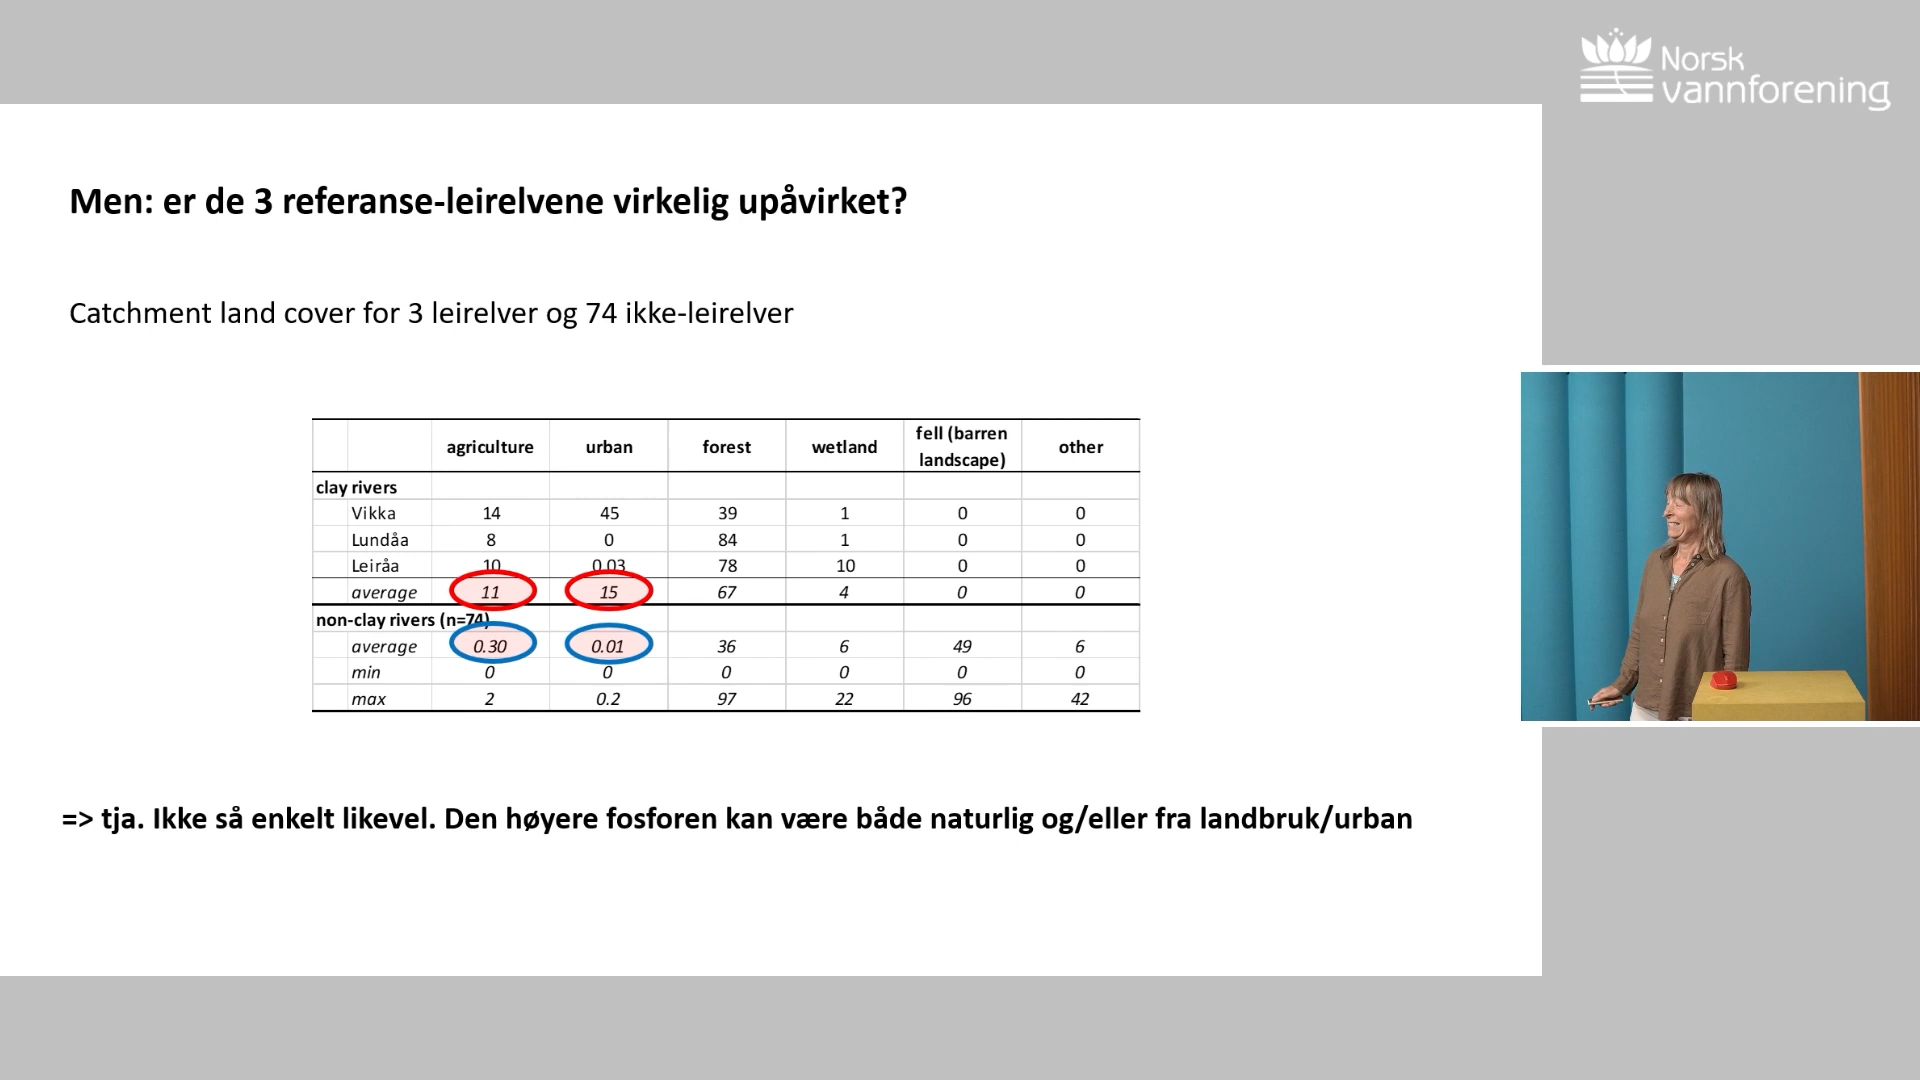 Norsk
vannforening
Men: er de 3 referanse-leirelvene virkelig upåvirket?
Catchment land cover for 3 leirelver og 74 ikke-leirelver
agriculture urban forest wetland fell (barren landscape) other
clay rivers
Vikka 14 45 39 1 0 0
Lundåa 8 0 84 1 0 0
Leiråa 10 0.03 78 10 0 0
average 11 15 67 4 0 0
non-clay rivers (n=74)
average 0.30 0.01 36 6 49 6
min 0 0 0 0 0 0
max 2 0.2 97 22 96 42
=> tja. Ikke så enkelt likevel. Den høyere fosforen kan være både naturlig og/eller fra landbruk/urban